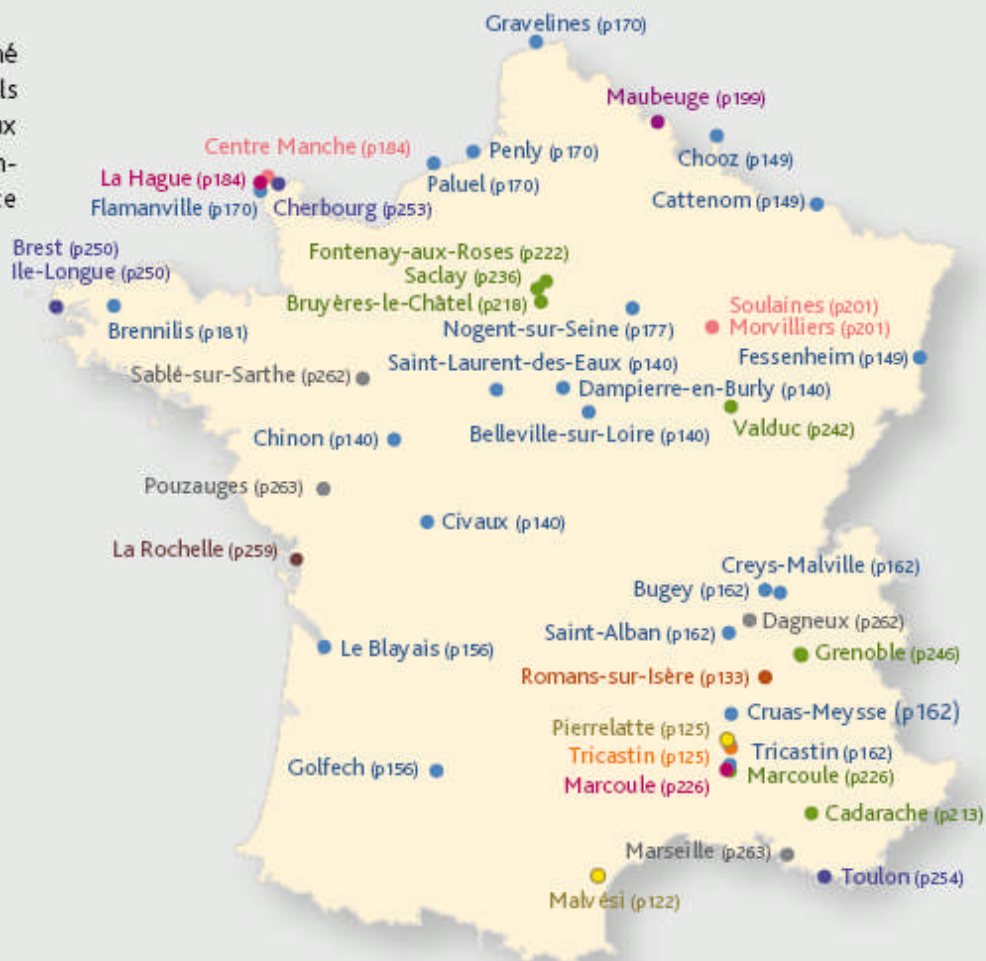 né
ls
ux
n-
te
Gravelines (p170)
Maubeuge (p199)
Centre Manche (p184)
Penly (p170)
Chooz (p149)
La Hague (p184)
Paluel (p170)
Flamanville (p170)
Cherbourg (p253)
Cattenom (p149)
Brest (p250)
Ile-Longue (p250)
Fontenay-aux-Roses (p222)
Saclay (p236)
Bruyères-le-Châtel (p218)
Soulaines (p201)
Morvilliers (p201)
Brennilis (p181)
Nogent-sur-Seine (p177)
Fessenheim (p149)
Saint-Laurent-des-Eaux (p140)
Sablé-sur-Sarthe (p262)
Dampierre-en-Burly (p140)
Belleville-sur-Loire (p140)
Valduc (p242)
Chinon (p140)
Pouzauges (p263)
Civaux (p140)
La Rochelle (p259)
Creys-Malville (p162)
Bugey (p162)
Dagneux (p262)
Saint-Alban (p162)
Le Blayais (p156)
Grenoble (p246)
Romans-sur-Isère (p133)
Cruas-Meysse (p162)
Pierrelatte (p125)
Tricastin (p125)
Tricastin (p162)
Golfech (p156)
Marcoule (p226)
Marcoule (p226)
Cadarache (p213)
Marseille (p263)
Toulon (p254)
Malvési (p122)